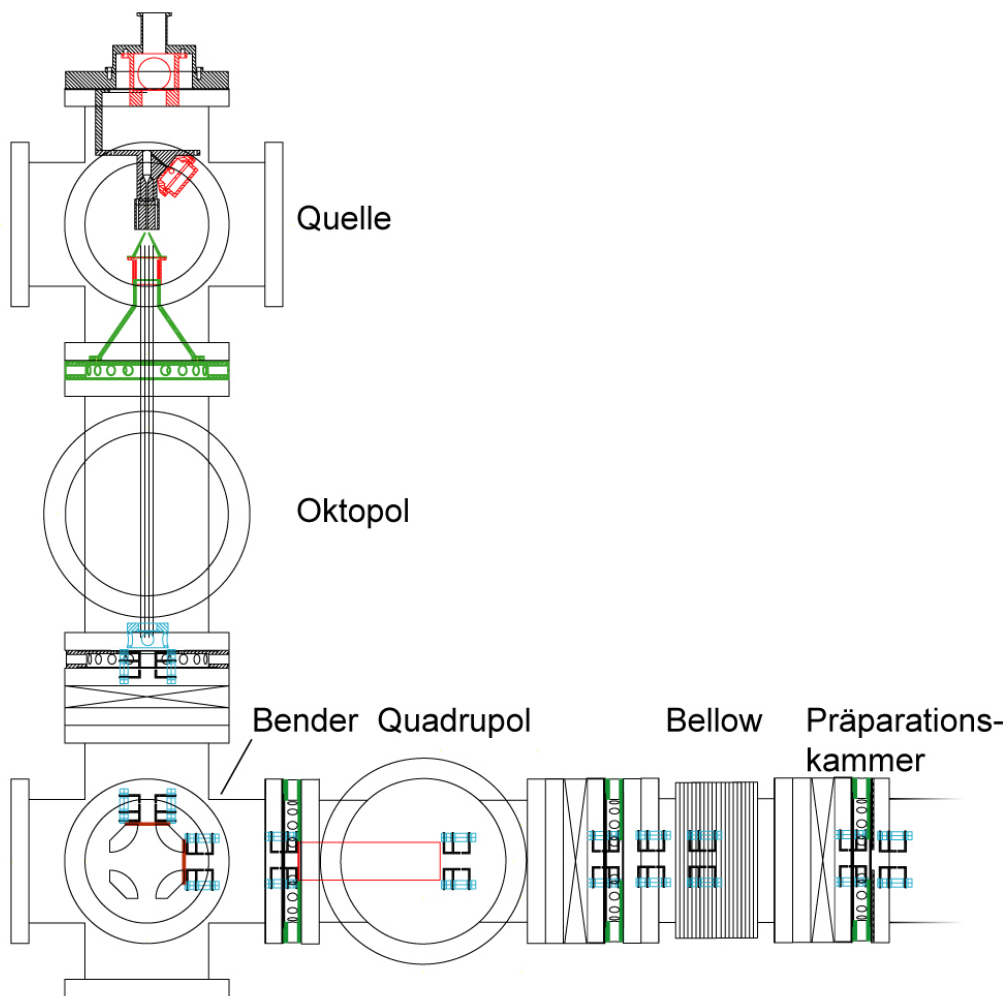 Quelle
Oktopol
Bender
Quadrupol
Bellow
Präparations-
kammer